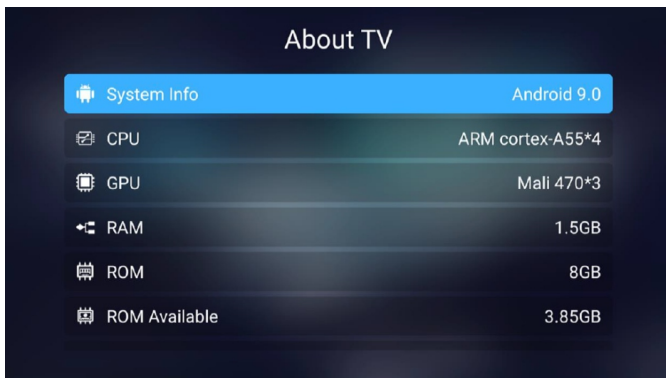 About TV
System Info Android 9.0
CPU ARM cortex-A55*4
GPU Mali 470*3
RAM 1.5GB
ROM 8GB
ROM Available 3.85GB